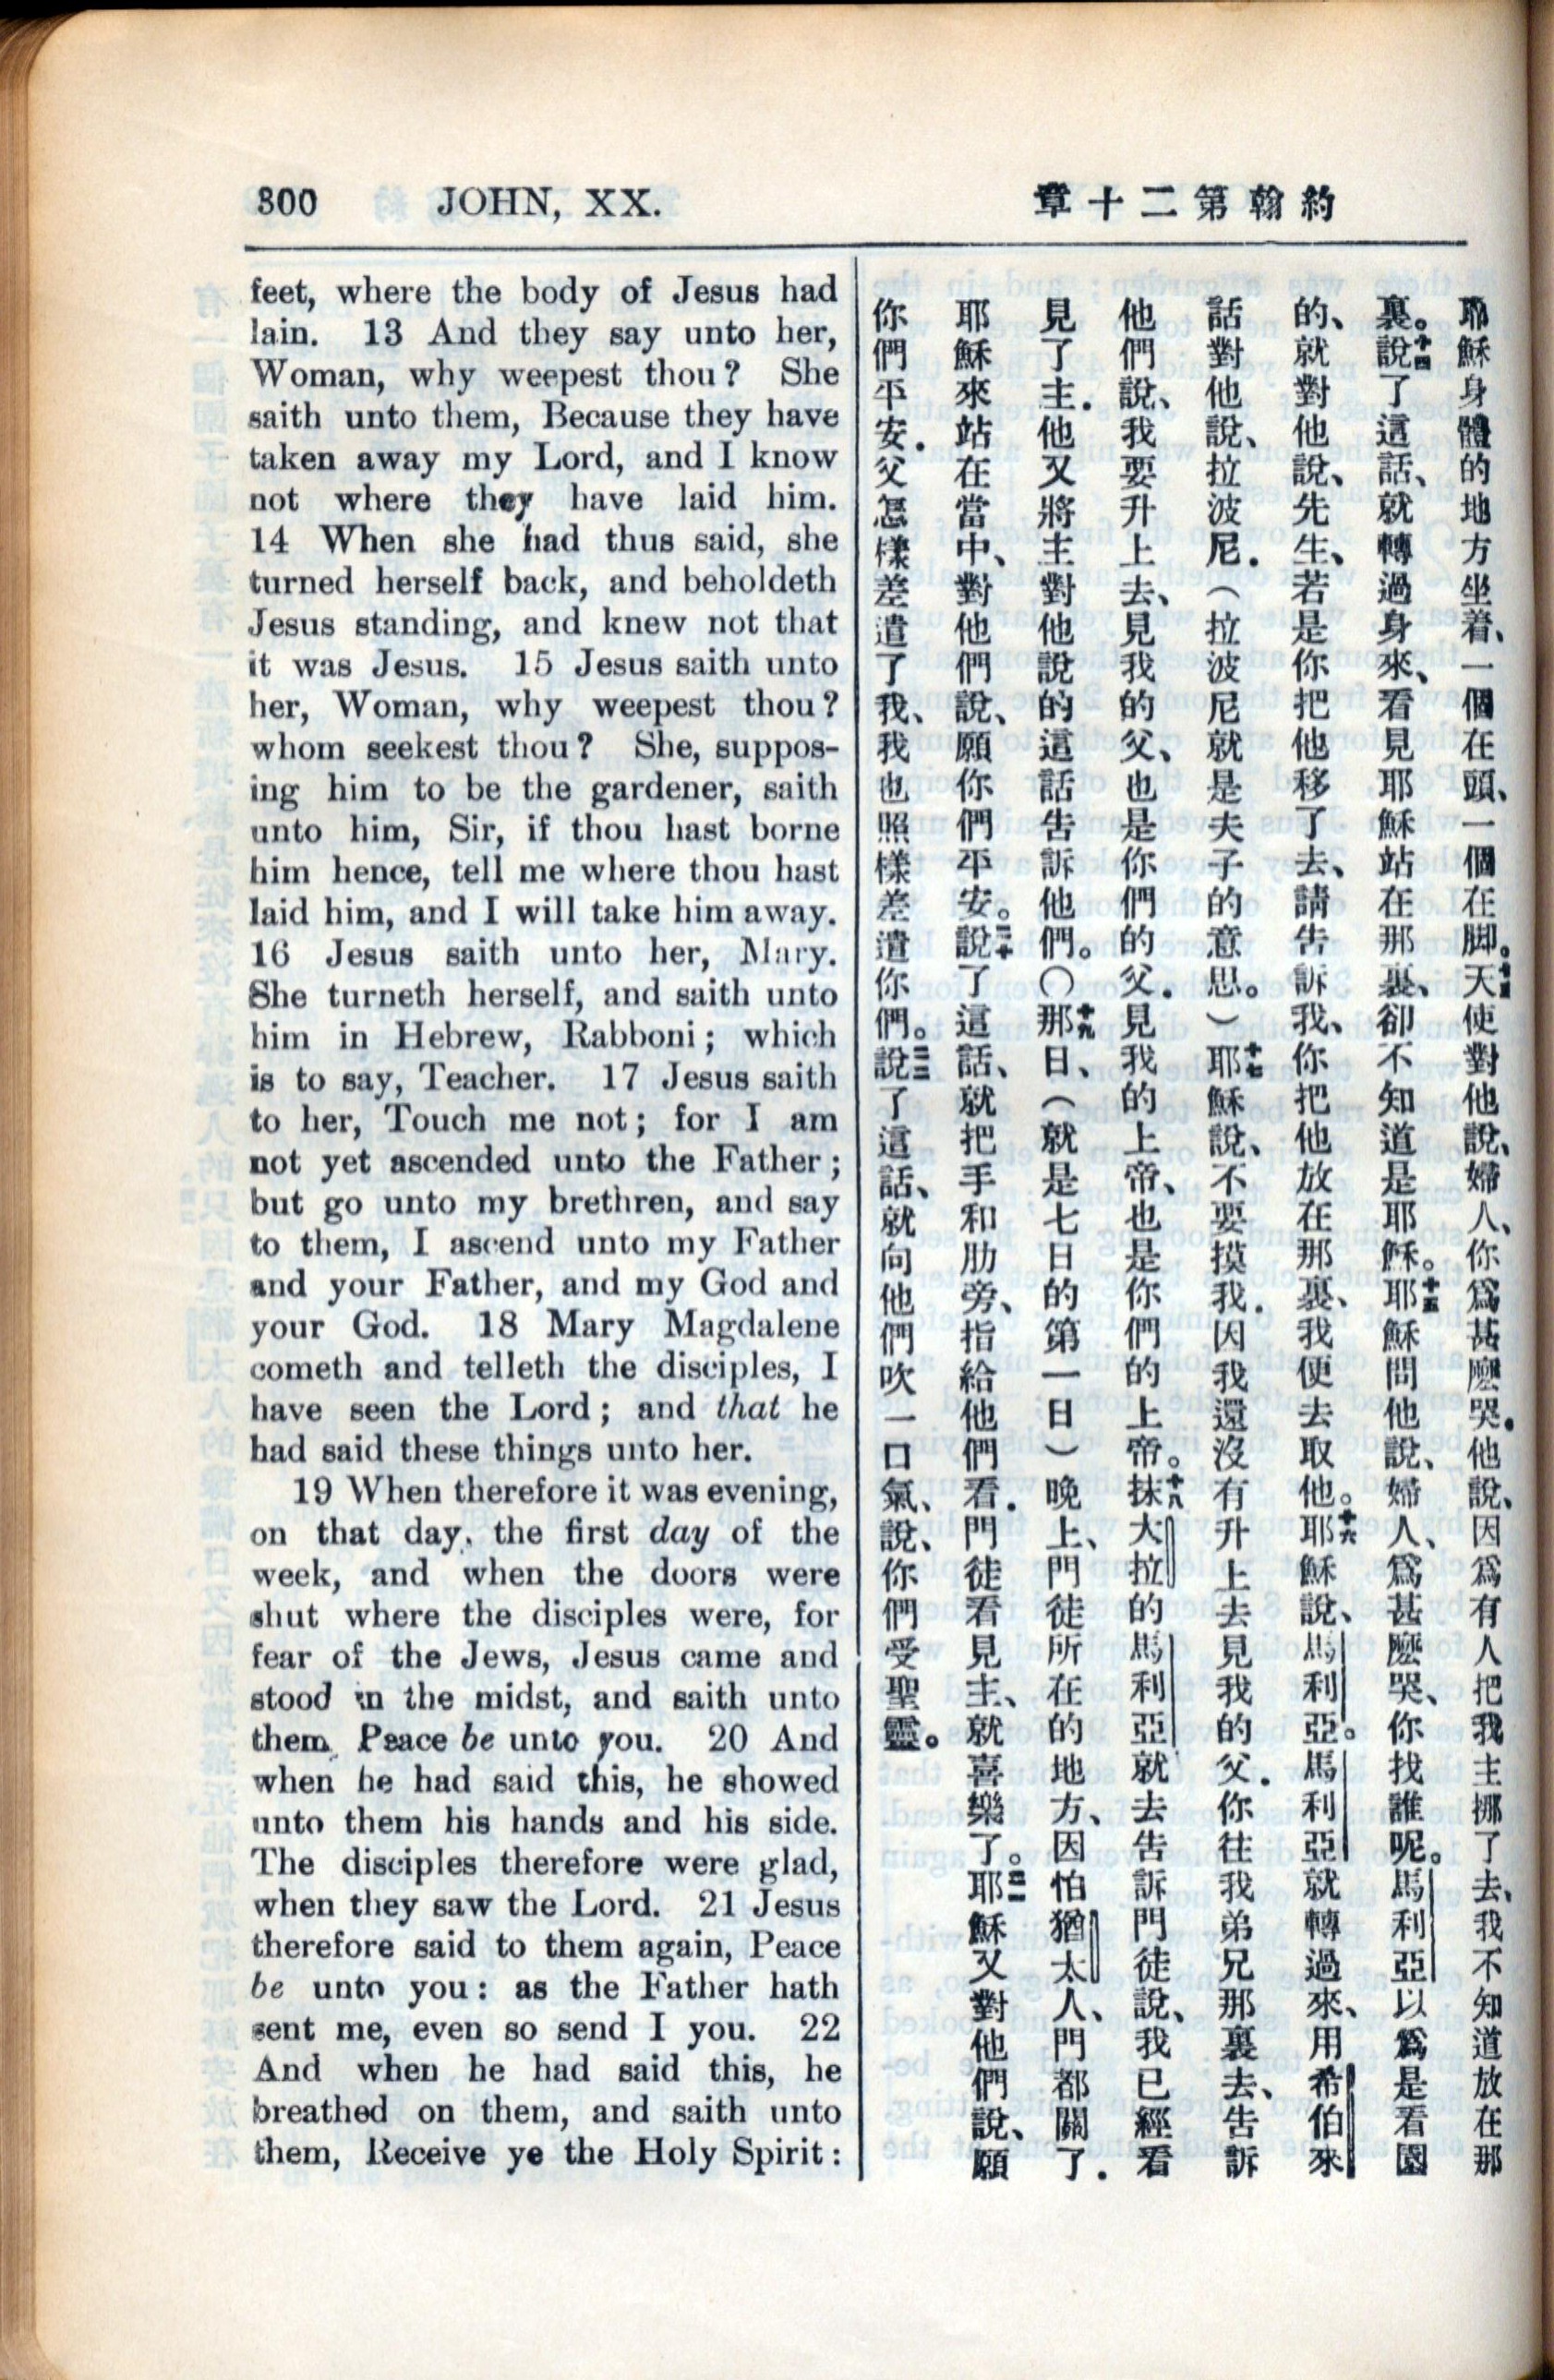 300 JOHN, XX. 約翰第二十章
feet, where the body of Jesus had
lain. 13 And they say unto her,
Woman, why weepest thou? She
saith unto them, Because they have
taken away my Lord, and I know
not where they have laid him.
14 When she had thus said, she
turned herself back, and beholdeth
Jesus standing, and knew not that
it was Jesus. 15 Jesus saith unto
her, Woman, why weepest thou?
whom seekest thou? She, suppos-
ing him to be the gardener, saith
unto him, Sir, if thou hast borne
him hence, tell me where thou hast
laid him, and I will take him away.
16 Jesus saith unto her, Mary.
She turneth herself, and saith unto
him in Hebrew, Rabboni; which
is to say, Teacher. 17 Jesus saith
to her, Touch me not; for I am
not yet ascended unto the Father;
but go unto my brethren, and say
to them, I ascend unto my Father
and your Father, and my God and
your God. 18 Mary Magdalene
cometh and telleth the disciples, I
have seen the Lord; and that he
had said these things unto her.
19 When therefore it was evening,
on that day, the first day of the
week, and when the doors were
shut where the disciples were, for
fear of the Jews, Jesus came and
stood in the midst, and saith unto
them, Peace be unto you. 20 And
when he had said this, he showed
unto them his hands and his side.
The disciples therefore were glad,
when they saw the Lord. 21 Jesus
therefore said to them again, Peace
be unto you: as the Father hath
sent me, even so send I you. 22
And when he had said this, he
breathed on them, and saith unto
them, Receive ye the Holy Spirit:
耶穌身體的地方坐着、一個在頭、一個在脚。十三天使對他說、婦人、你爲甚麼哭．他說、因爲有人把我主挪了去、我不知道放在那
裏。十四說了這話、就轉過身來、看見耶穌站在那裏、卻不知道是耶穌。十五耶穌問他說、婦人、爲甚麼哭、你找誰呢。馬利亞以爲是看園
的、就對他說、先生、若是你把他移了去、請告訴我、你把他放在那裏、我便去取他。十六耶穌說、馬利亞。馬利亞就轉過來、用希伯來
話對他說、拉波尼．（拉波尼就是夫子的意思。）十七耶穌說、不要摸我．因我還沒有升上去見我的父．你往我弟兄那裏去、告訴
他們說、我要升上去、見我的父、也是你們的父．見我的上帝、也是你們的上帝。十八抹大拉的馬利亞就去告訴門徒說、我已經看
見了主．他又將主對他說的這話告訴他們。〇十九那日、（就是七日的第一日）晚上、門徒所在的地方、因怕猶太人、門都關了．
耶穌來站在當中、對他們說、願你們平安。二十說了這話、就把手和肋旁、指給他們看．門徒看見主、就喜樂了。二一耶穌又對他們說、願
你們平安．父怎樣差遣了我、我也照樣差遣你們。二二說了這話、就向他們吹一口氣、說、你們受聖靈。